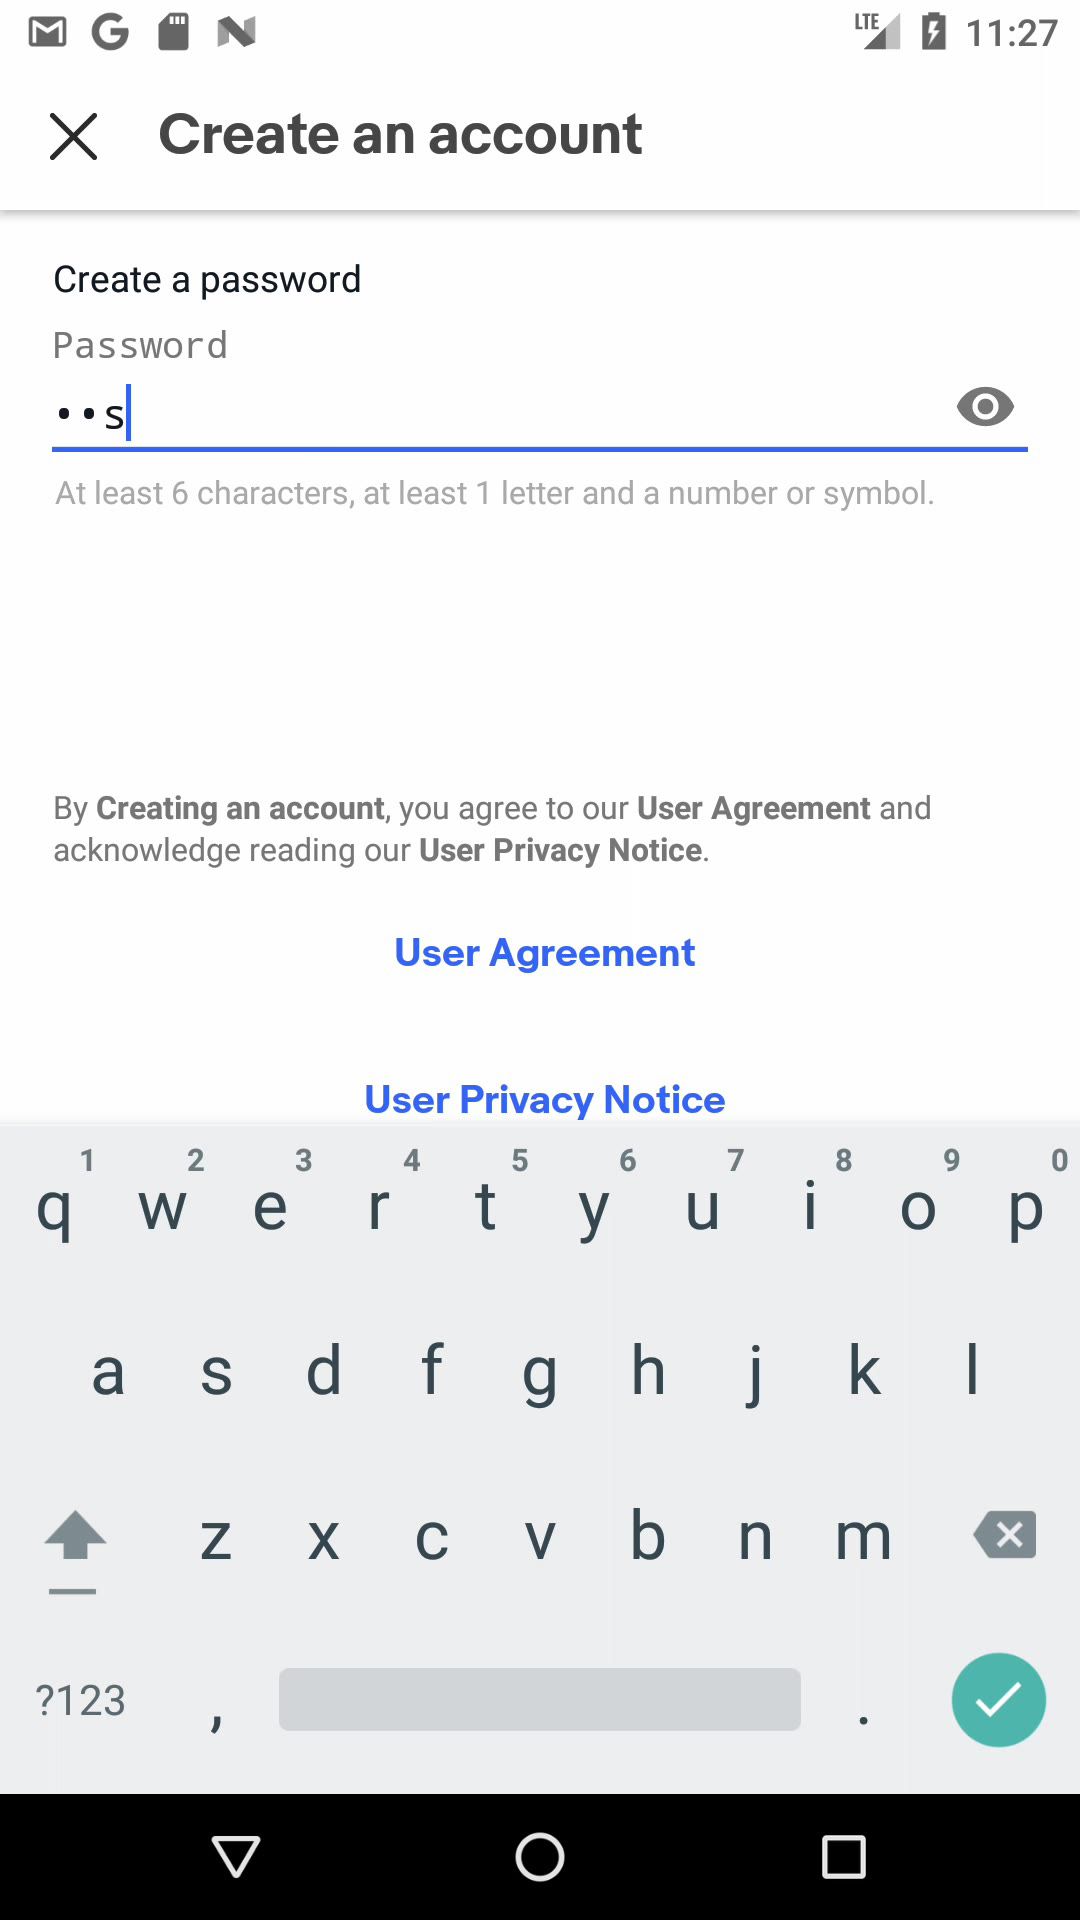 LTE 11:27
Create an account
Create a password
Password
••s
At least 6 characters, at least 1 letter and a number or symbol.
By Creating an account, you agree to our User Agreement and
acknowledge reading our User Privacy Notice.
User Agreement
User Privacy Notice
1 2 3 4 5 6 7 8 9 0
q w e r t y u i o p
a s d f g h j k l
z x c v b n m
?123 , .